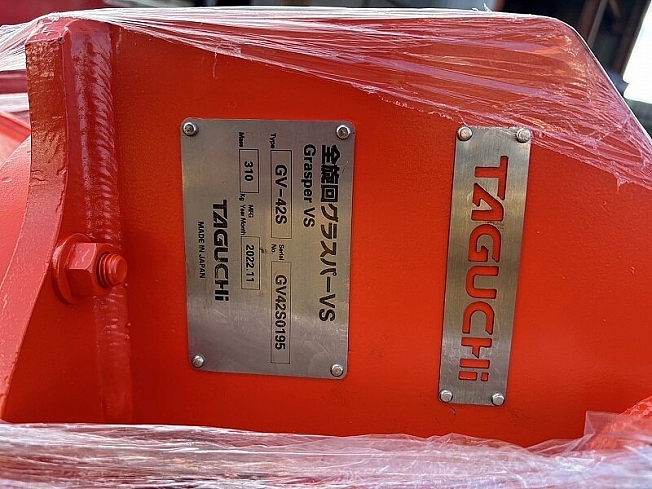 全旋回グラスパーVS
Grasper VS
Type GV-42S Serial No. GV42S0195
Mass 310 Kg MFG. Year Month 2022.11
TAGUCHi
MADE IN JAPAN
TAGUCHi